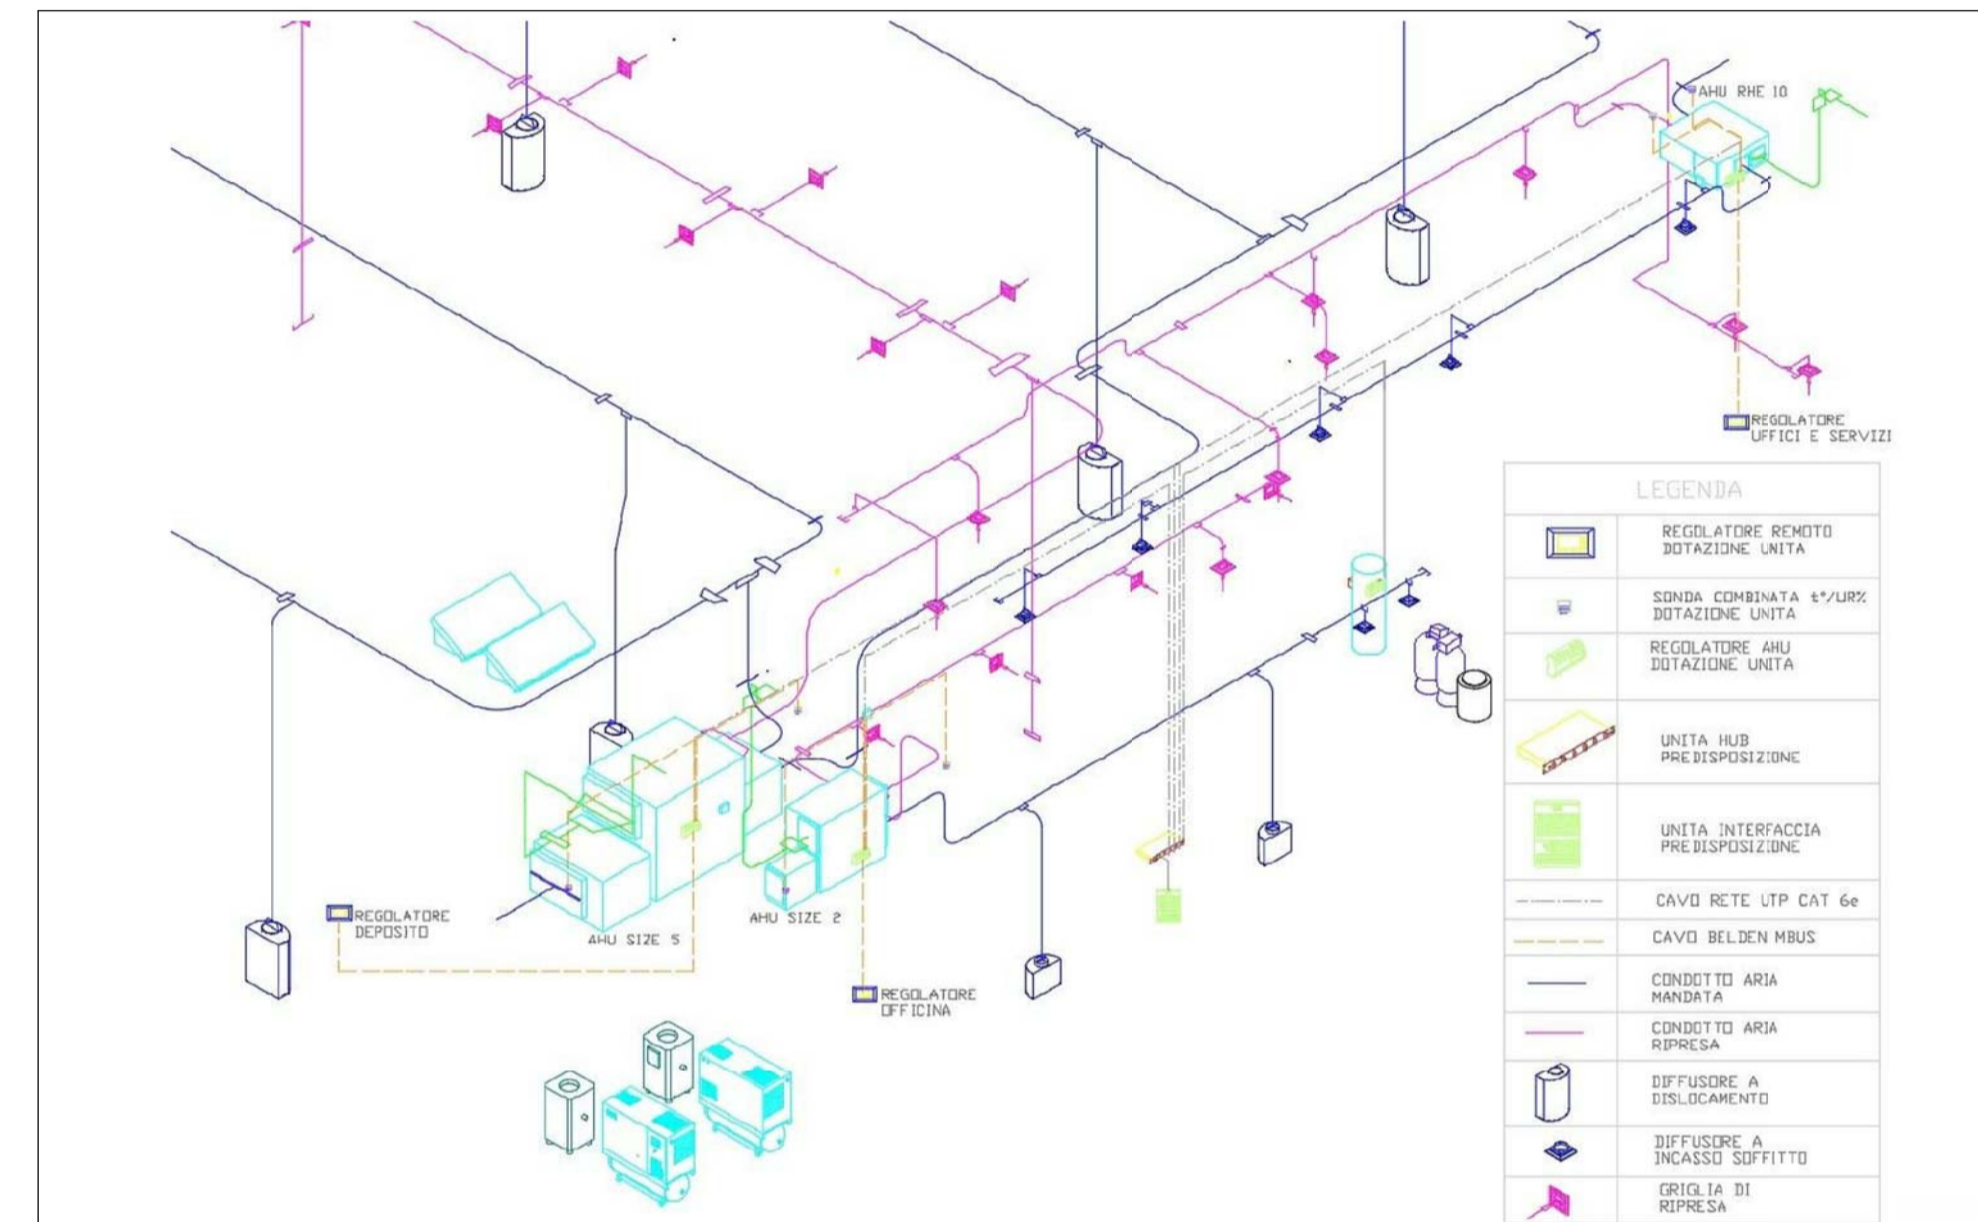 AHU RHE 10
REGOLATORE
UFFICI E SERVIZI
REGOLATORE
DEPOSITO
AHU SIZE 5
AHU SIZE 2
REGOLATORE
OFFICINA
LEGENDA
REGOLATORE REMOTO
DOTAZIONE UNITA
SONDA COMBINATA t°/UR%
DOTAZIONE UNITA
REGOLATORE AHU
DOTAZIONE UNITA
UNITA HUB
PREDISPOSIZIONE
UNITA INTERFACCIA
PREDISPOSIZIONE
CAVO RETE UTP CAT 6e
CAVO BELDEN MBUS
CONDOTTO ARIA
MANDATA
CONDOTTO ARIA
RIPRESA
DIFFUSORE A
DISLOCAMENTO
DIFFUSORE A
INCASSO SOFFITTO
GRIGLIA DI
RIPRESA